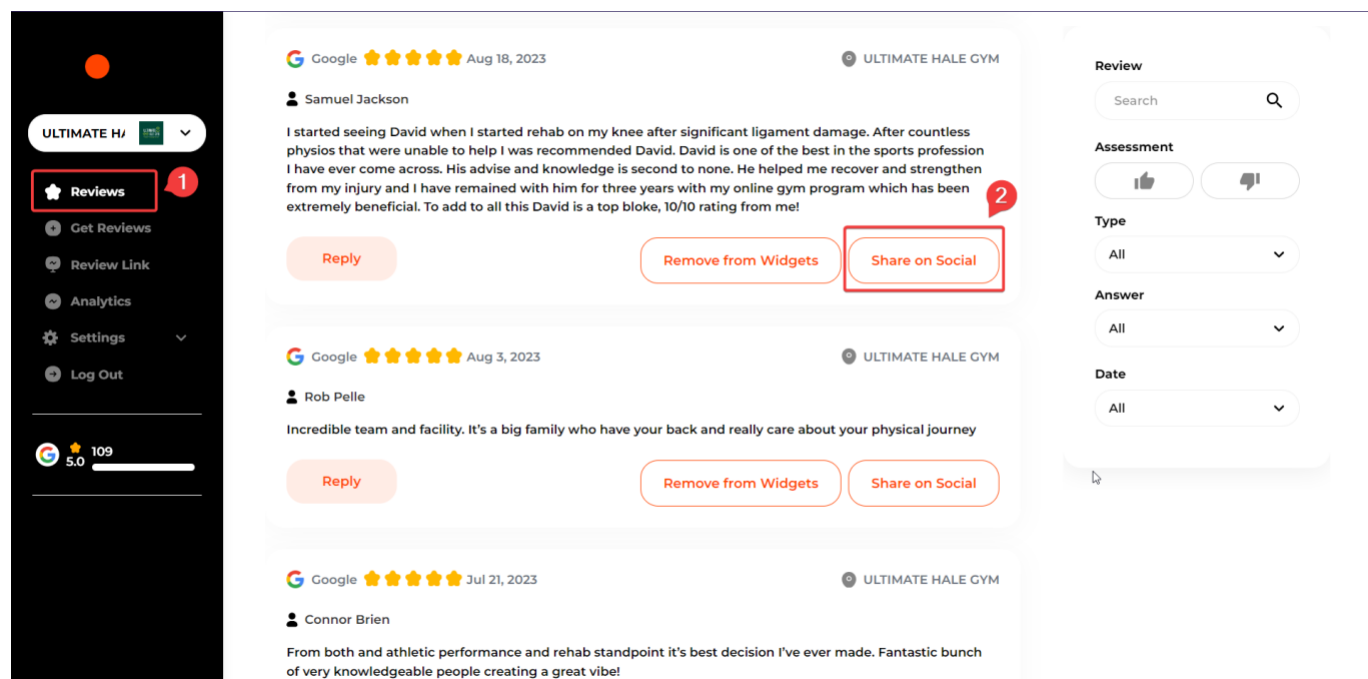 ULTIMATE HA
Reviews
1
Get Reviews
Review Link
Analytics
Settings
Log Out
5.0
109
Google Aug 18, 2023 ULTIMATE HALE GYM
Samuel Jackson
I started seeing David when I started rehab on my knee after significant ligament damage. After countless
physios that were unable to help I was recommended David. David is one of the best in the sports profession
I have ever come across. His advise and knowledge is second to none. He helped me recover and strengthen
from my injury and I have remained with him for three years with my online gym program which has been
extremely beneficial. To add to all this David is a top bloke, 10/10 rating from me!
2
Reply Remove from Widgets Share on Social
Google Aug 3, 2023 ULTIMATE HALE GYM
Rob Pelle
Incredible team and facility. It's a big family who have your back and really care about your physical journey
Reply Remove from Widgets Share on Social
Google Jul 21, 2023 ULTIMATE HALE GYM
Connor Brien
From both and athletic performance and rehab standpoint it's best decision I've ever made. Fantastic bunch
of very knowledgeable people creating a great vibe!
Review
Search
Assessment
Type
All
Answer
All
Date
All